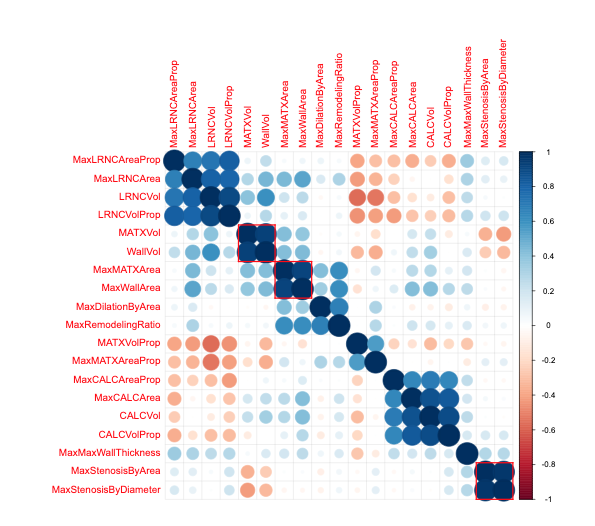 MaxLRNCAreaProp
MaxLRNCArea
LRNCVol
LRNCVolProp
MATXVol
WallVol
MaxMATXArea
MaxWallArea
MaxDilationByArea
MaxRemodelingRatio
MATXVolProp
MaxMATXAreaProp
MaxCALCAreaProp
MaxCALCArea
CALCVol
CALCVolProp
MaxMaxWallThickness
MaxStenosisByArea
MaxStenosisByDiameter
MaxLRNCAreaProp
MaxLRNCArea
LRNCVol
LRNCVolProp
MATXVol
WallVol
MaxMATXArea
MaxWallArea
MaxDilationByArea
MaxRemodelingRatio
MATXVolProp
MaxMATXAreaProp
MaxCALCAreaProp
MaxCALCArea
CALCVol
CALCVolProp
MaxMaxWallThickness
MaxStenosisByArea
MaxStenosisByDiameter
1
0.8
0.6
0.4
0.2
0
-0.2
-0.4
-0.6
-0.8
-1